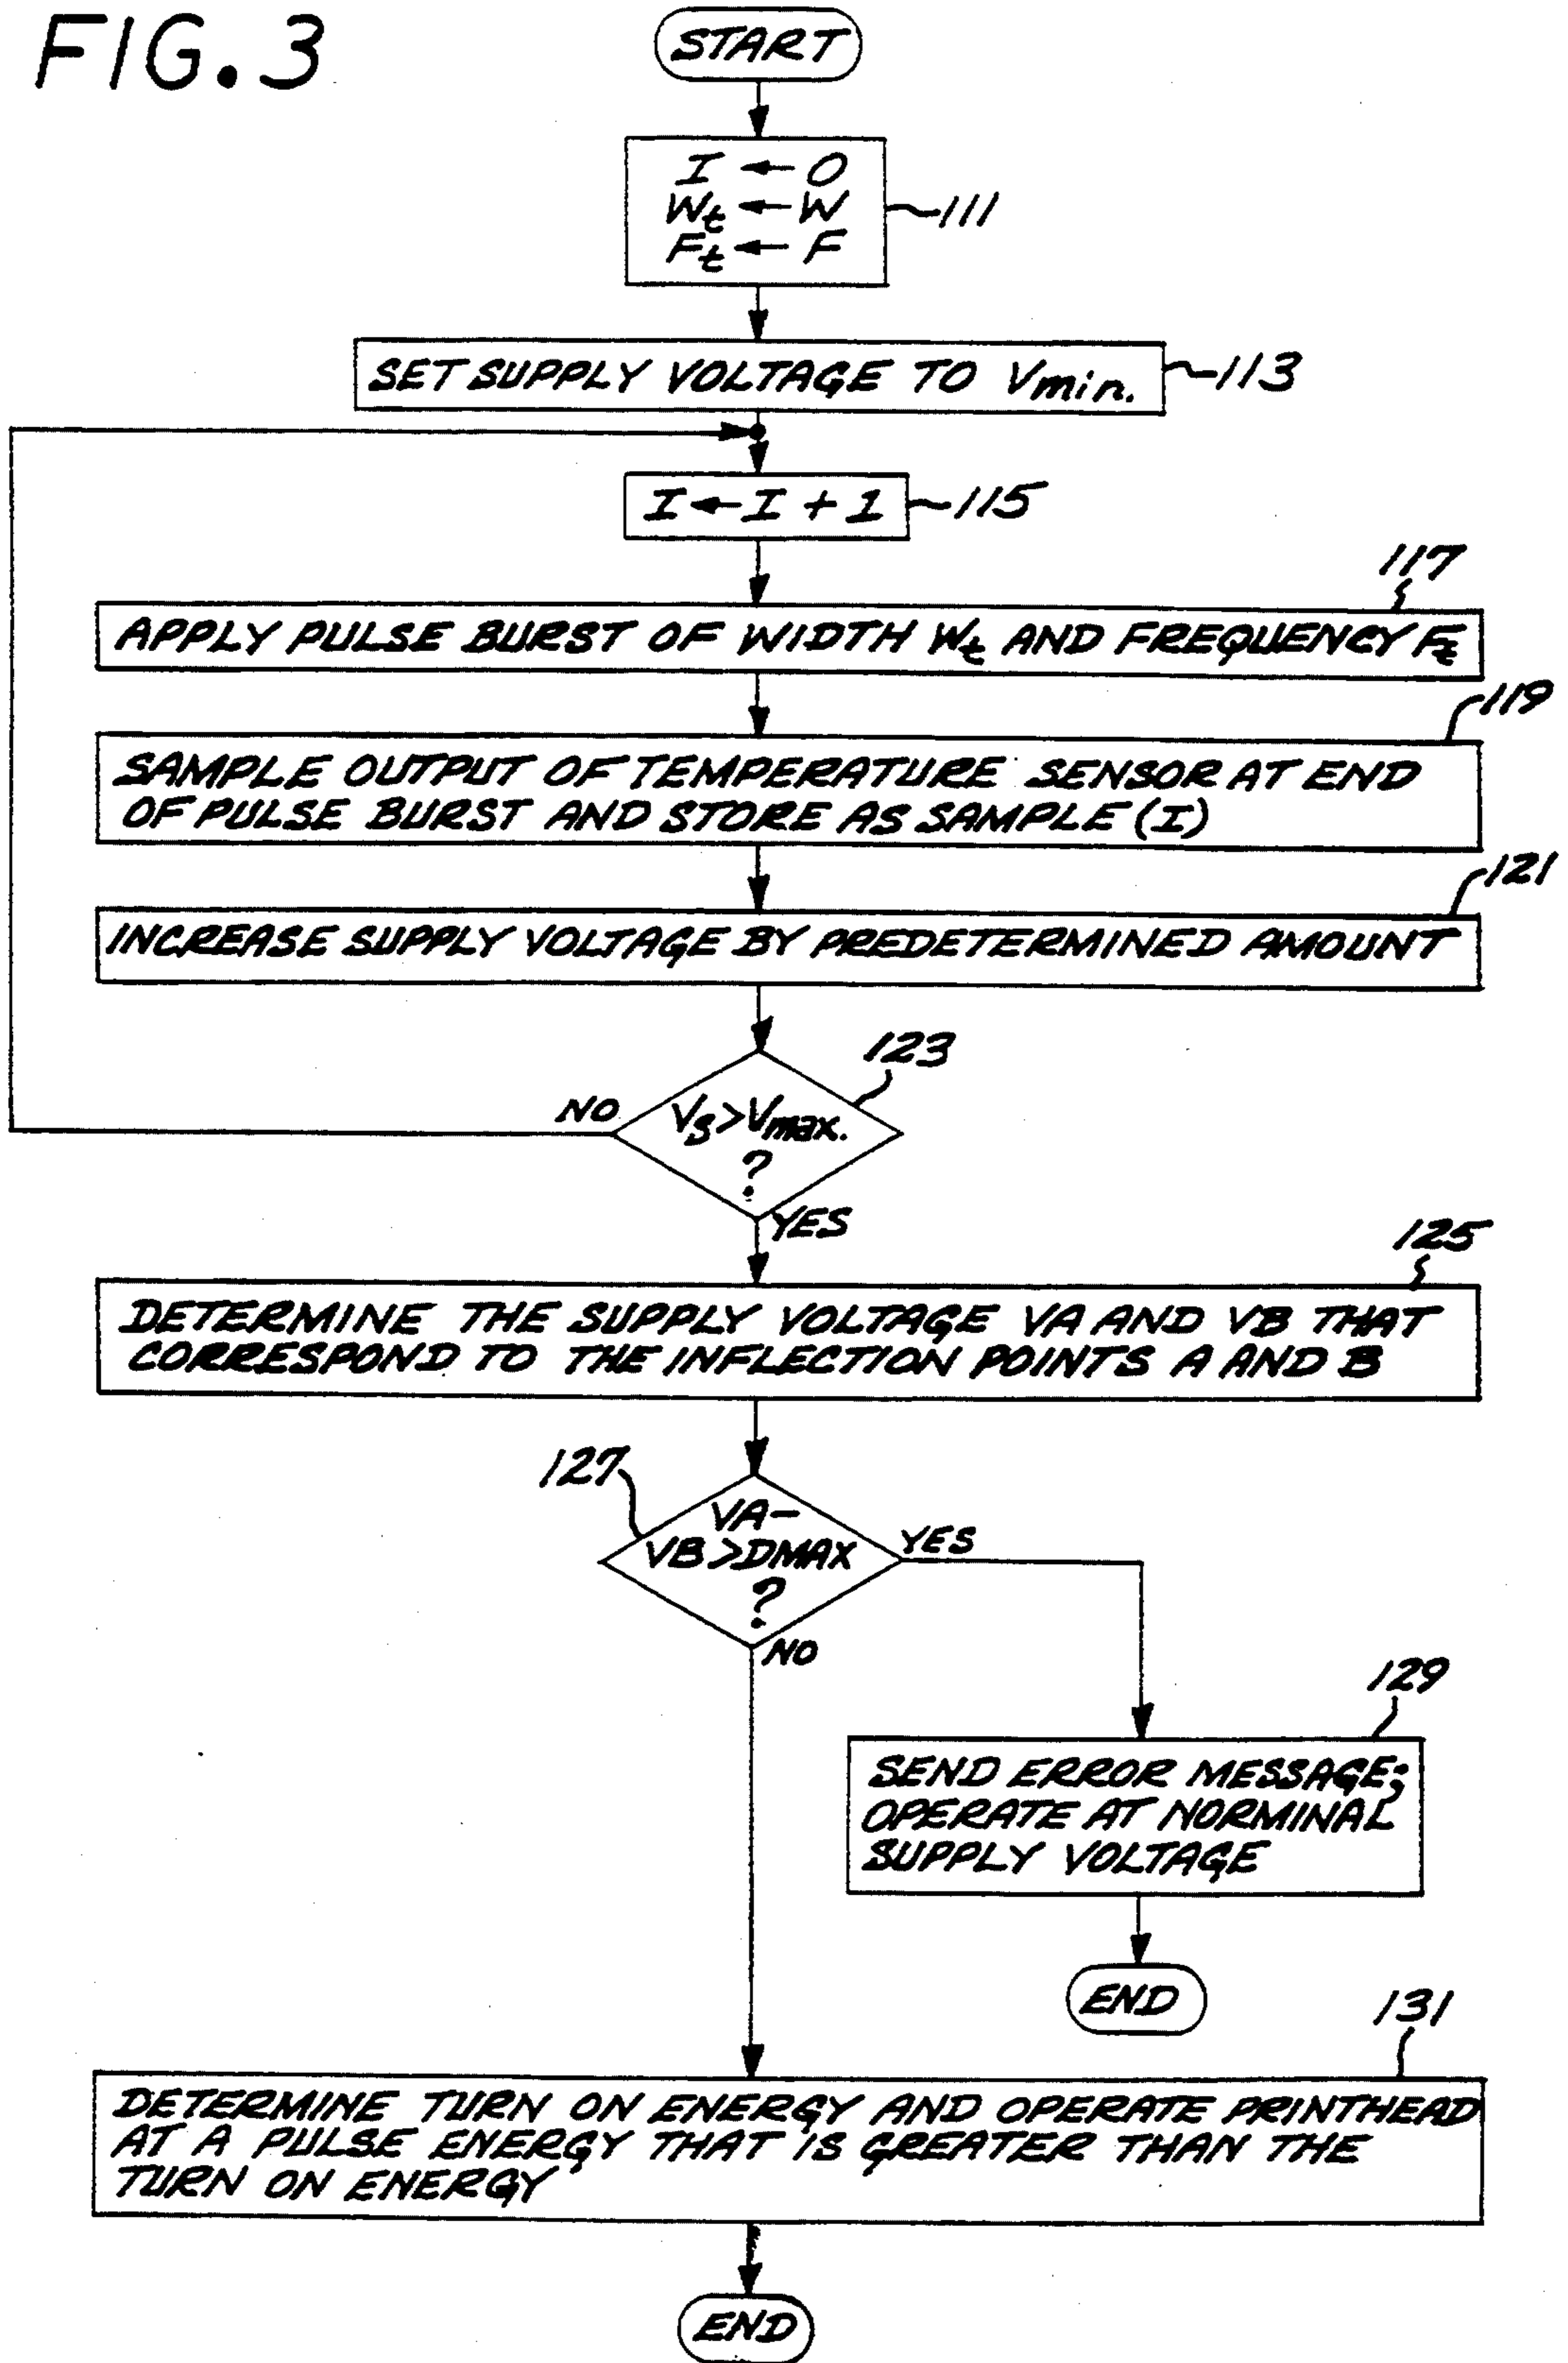 FIG. 3
START
I ← O
Wt ← W
Ft ← F
111
SET SUPPLY VOLTAGE TO Vmin.
113
I ← I + 1
115
117
APPLY PULSE BURST OF WIDTH Wt AND FREQUENCY Ft
119
SAMPLE OUTPUT OF TEMPERATURE SENSOR AT END
OF PULSE BURST AND STORE AS SAMPLE (I)
121
INCREASE SUPPLY VOLTAGE BY PREDETERMINED AMOUNT
123
NO
VS > Vmax.
?
YES
125
DETERMINE THE SUPPLY VOLTAGE VA AND VB THAT
CORRESPOND TO THE INFLECTION POINTS A AND B
127
VA-
VB > DMAX
?
YES
NO
129
SEND ERROR MESSAGE;
OPERATE AT NORMINAL
SUPPLY VOLTAGE
END
131
DETERMINE TURN ON ENERGY AND OPERATE PRINTHEAD
AT A PULSE ENERGY THAT IS GREATER THAN THE
TURN ON ENERGY
END